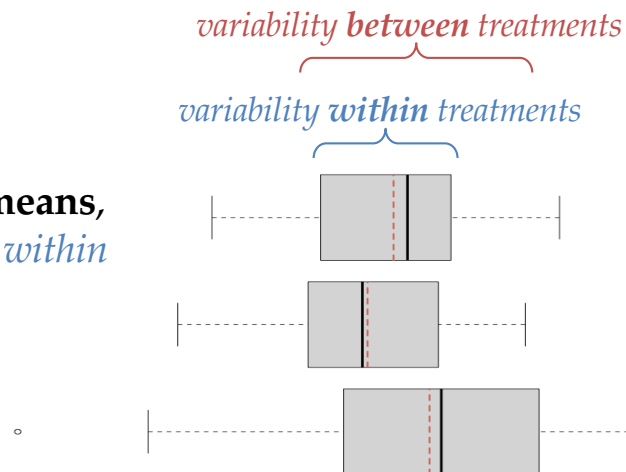 variability between treatments
variability within treatments
means,
within